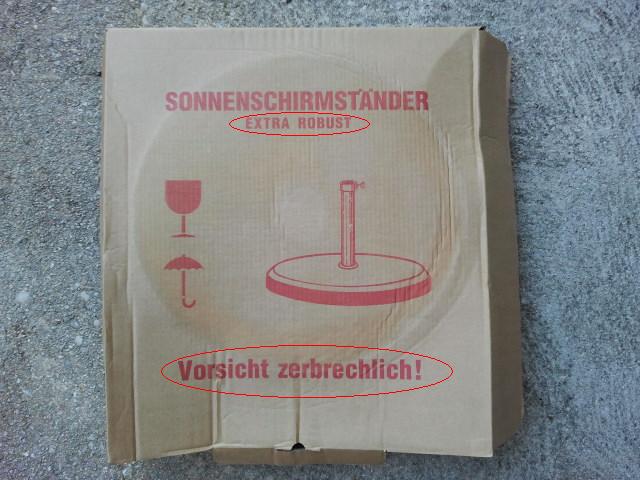 SONNENSCHIRMSTÄNDER
EXTRA ROBUST
Vorsicht zerbrechlich!